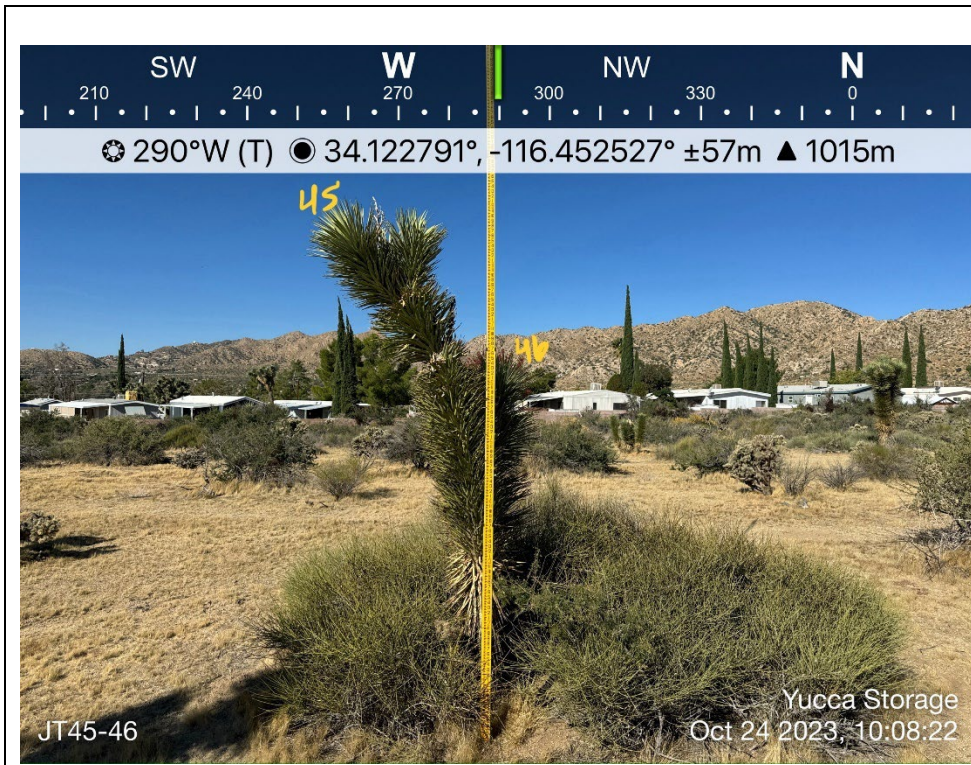 SW W NW N
210 240 270 300 330 0
290°W (T) 34.122791°, -116.452527° ±57m ▲ 1015m
45
46
JT45-46
Yucca Storage
Oct 24 2023, 10:08:22